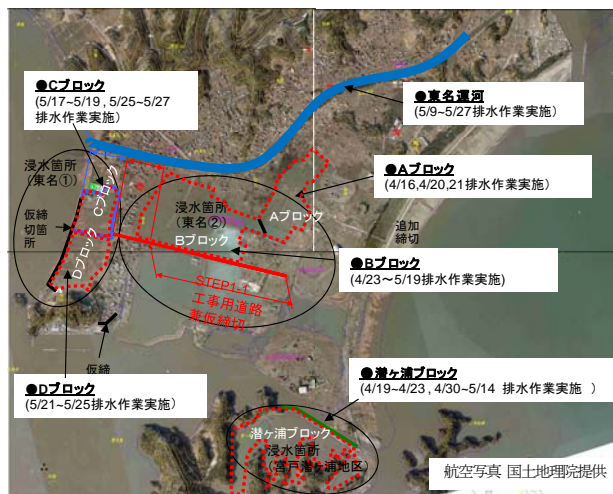 ●Cブロック
(5/17~5/19 , 5/25~5/27
排水作業実施）
●東名運河
(5/9~5/27排水作業実施)
●Aブロック
(4/16,4/20,21排水作業実施)
浸水箇所
(東名①)
Cブロック
仮締
切箇
所
Dブロック
浸水箇所
(東名②)
Aブロック
Bブロック
追加
締切
●Bブロック
(4/23～5/19排水作業実施)
STEP1-1
工事用道路
兼仮締切
仮締
●Dブロック
(5/21~5/25排水作業実施）
●潜ヶ浦ブロック
(4/19~4/23 , 4/30~5/14 排水作業実施 ）
潜ヶ浦ブロック
浸水箇所
(宮戸潜ヶ浦地区)
航空写真 国土地理院提供